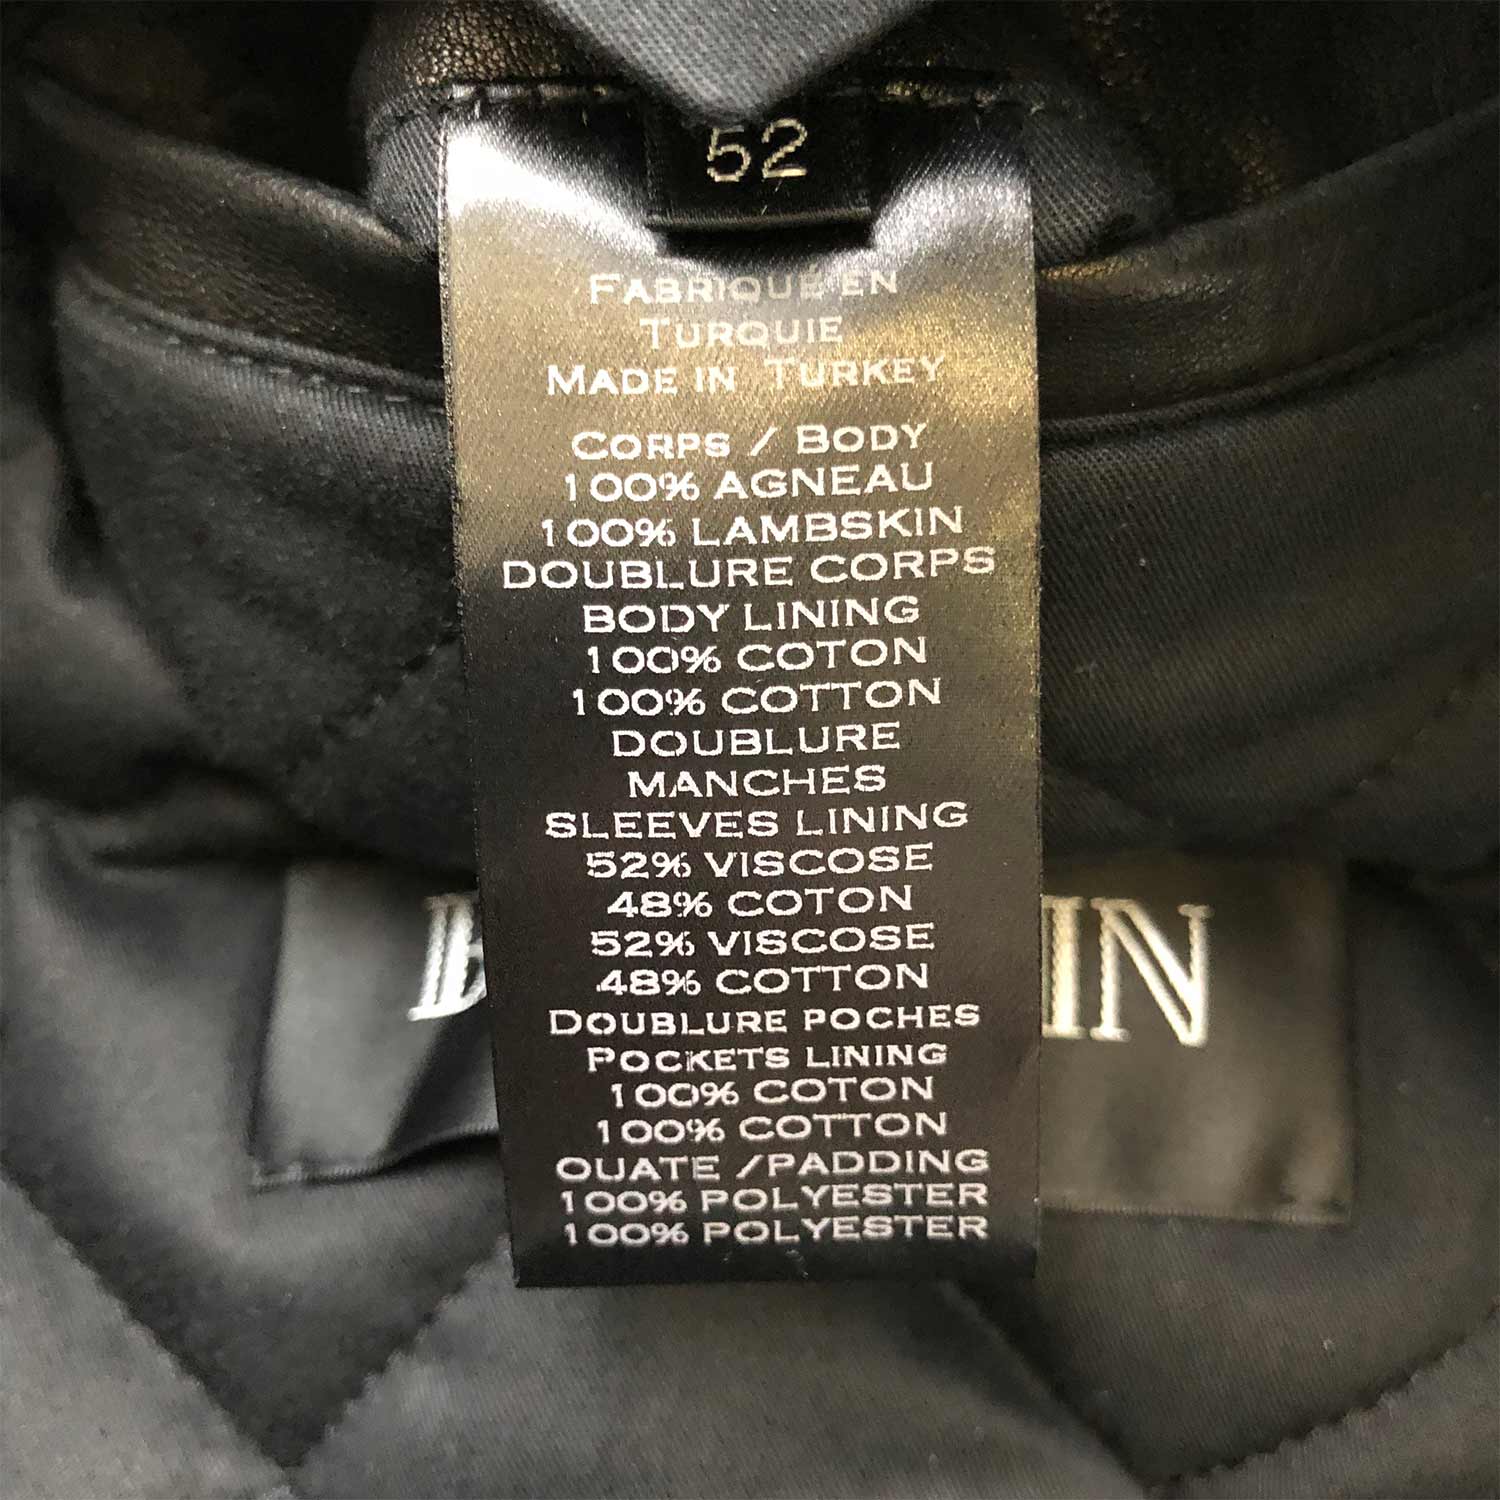 52
FABRIQUÉ EN
TURQUIE
MADE IN TURKEY
CORPS / BODY
100% AGNEAU
100% LAMBSKIN
DOUBLURE CORPS
BODY LINING
100% COTON
100% COTTON
DOUBLURE
MANCHES
SLEEVES LINING
52% VISCOSE
48% COTON
52% VISCOSE
48% COTTON
DOUBLURE POCHES
POCKETS LINING
100% COTON
100% COTTON
OUATE /PADDING
100% POLYESTER
100% POLYESTER